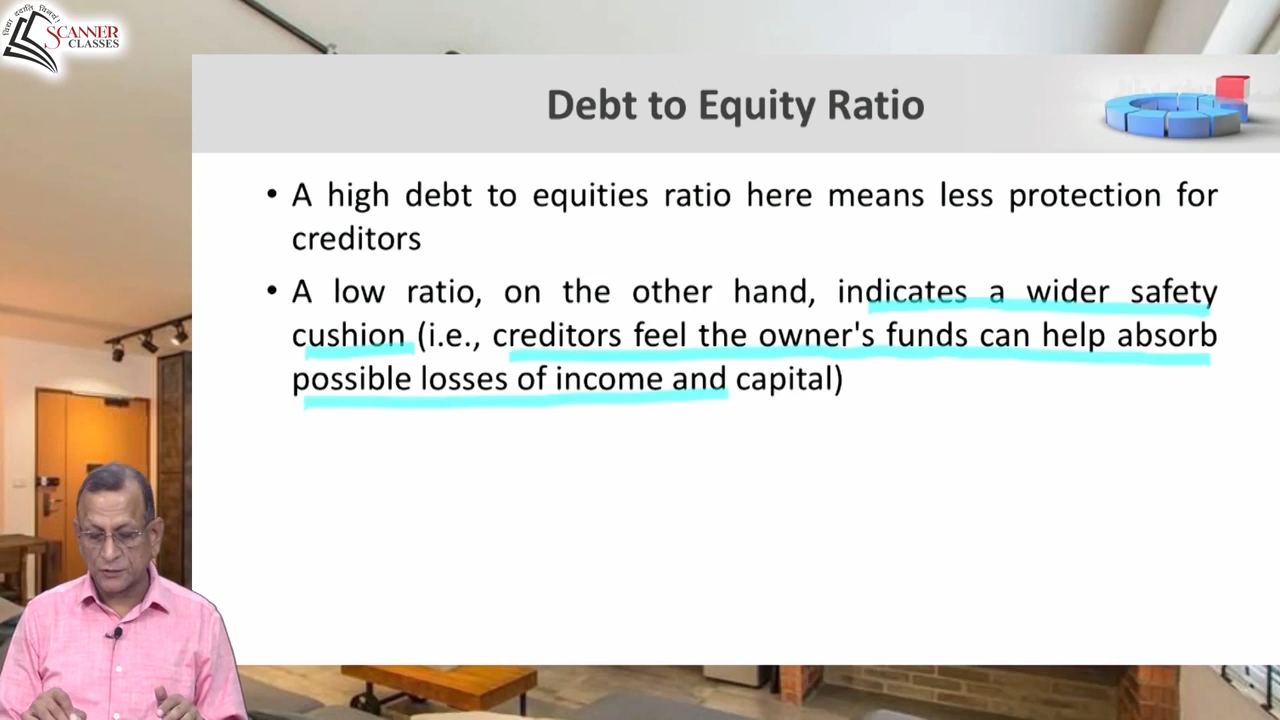 विद्या ददाति विनयं।
SCANNER
CLASSES
Debt to Equity Ratio
• A high debt to equities ratio here means less protection for
creditors
• A low ratio, on the other hand, indicates a wider safety
cushion (i.e., creditors feel the owner's funds can help absorb
possible losses of income and capital)